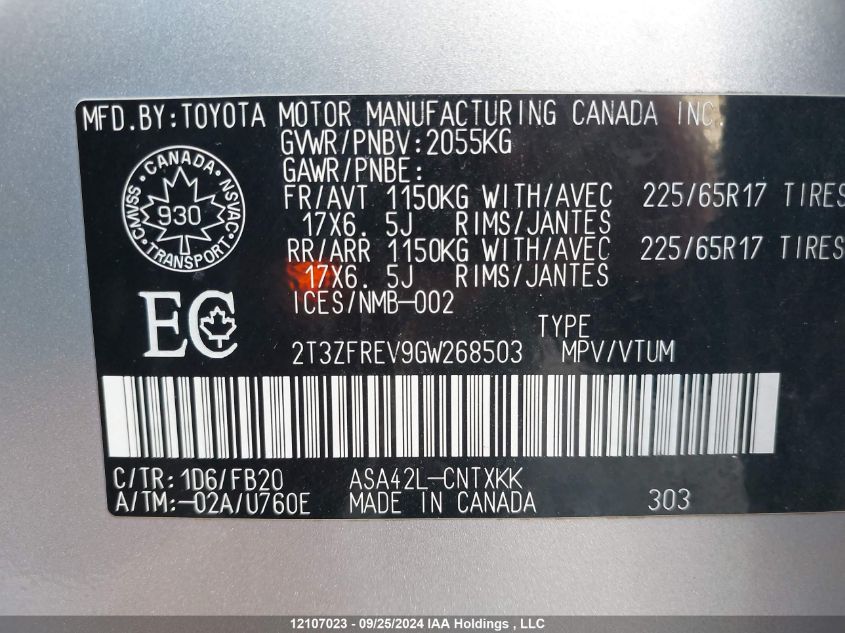 MFD.BY:TOYOTA MOTOR MANUFACTURING CANADA INC.
GVWR/PNBV:2055KG
GAWR/PNBE:
FR/AVT 1150KG WITH/AVEC 225/65R17 TIRES
17X6.5J RIMS/JANTES
RR/ARR 1150KG WITH/AVEC 225/65R17 TIRES
17X6.5J RIMS/JANTES
ICES/NMB-002
CANADA
CMVSS NSVAC
930
TRANSPORT
EC
TYPE
2T3ZFREV9GW268503 MPV/VTUM
C/TR:1D6/FB20 ASA42L-CNTXKK
A/TM:-02A/U760E MADE IN CANADA 303
12107023 - 09/25/2024 IAA Holdings , LLC